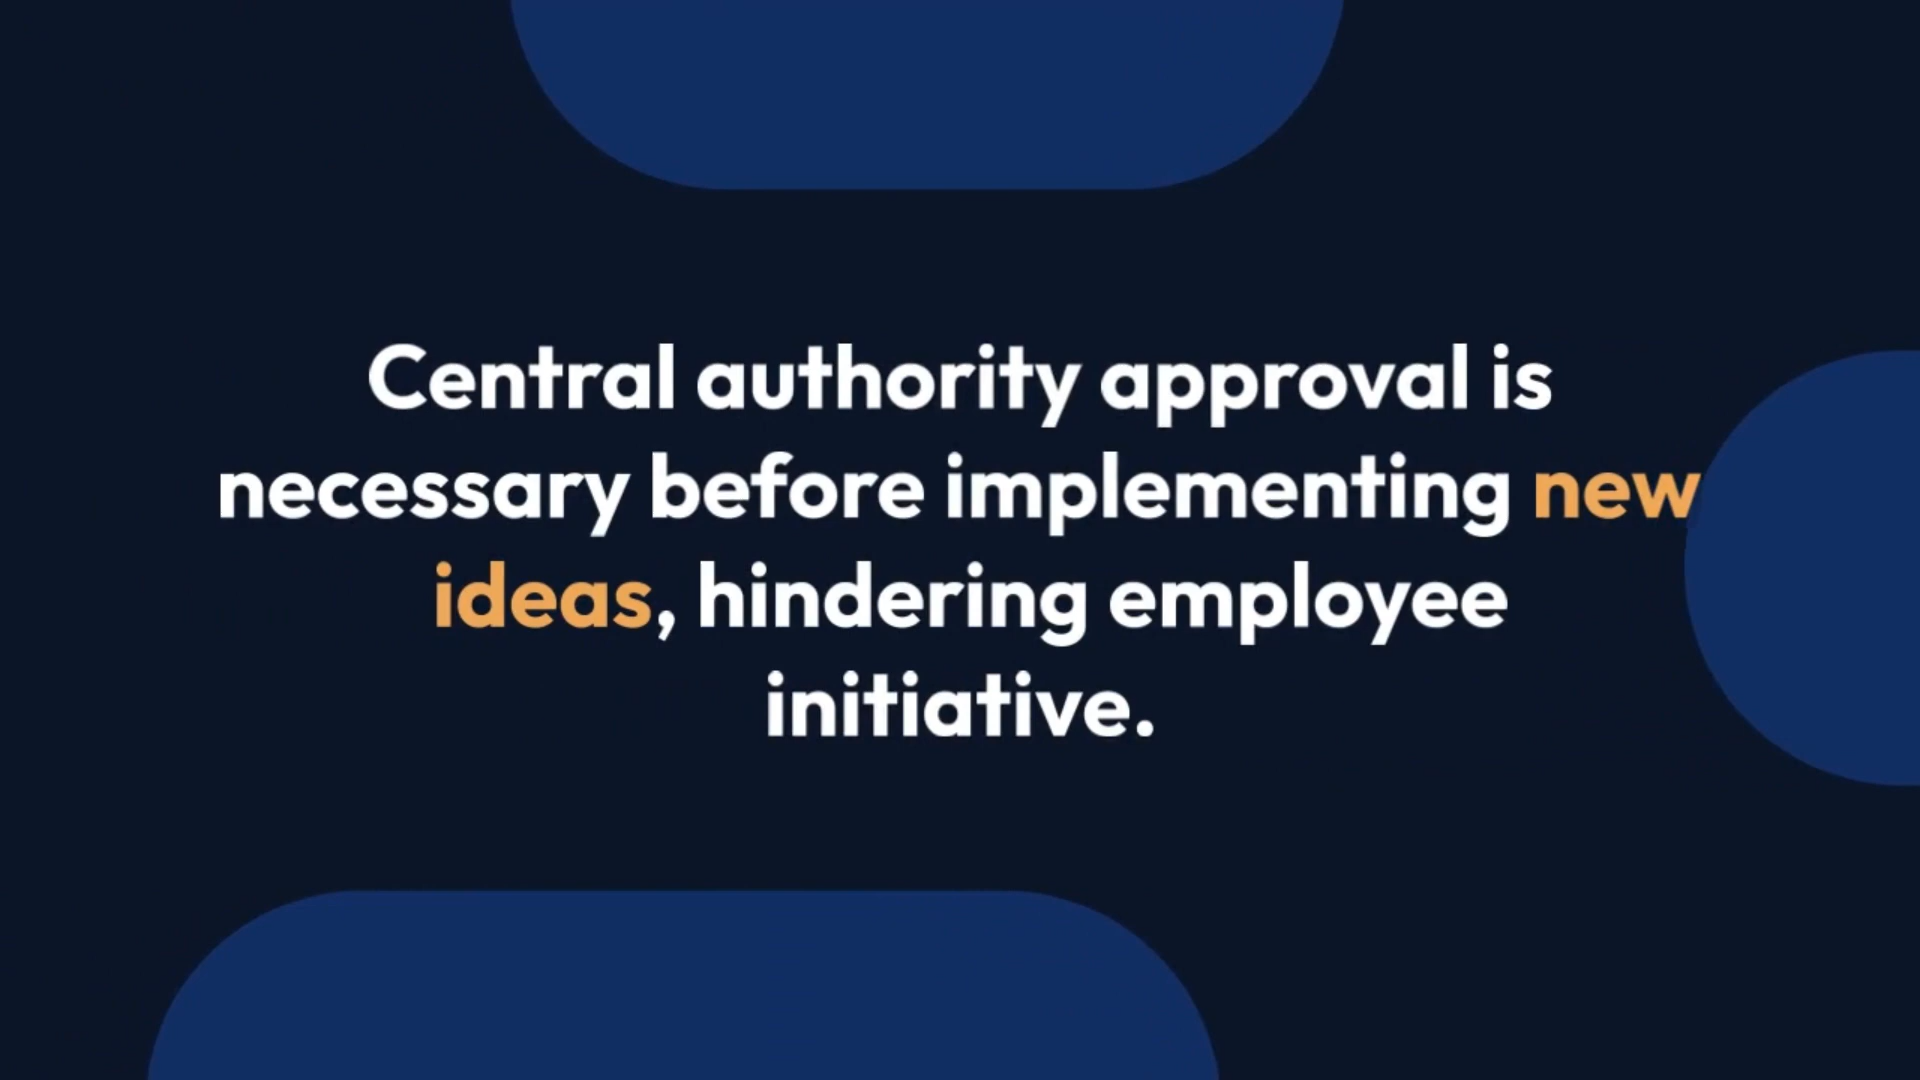 Central authority approval is
necessary before implementing new
ideas, hindering employee
initiative.